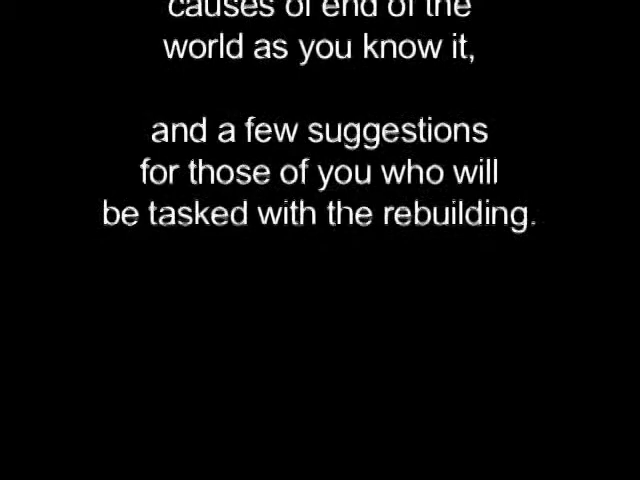 causes of end of the
world as you know it,
and a few suggestions
for those of you who will
be tasked with the rebuilding.